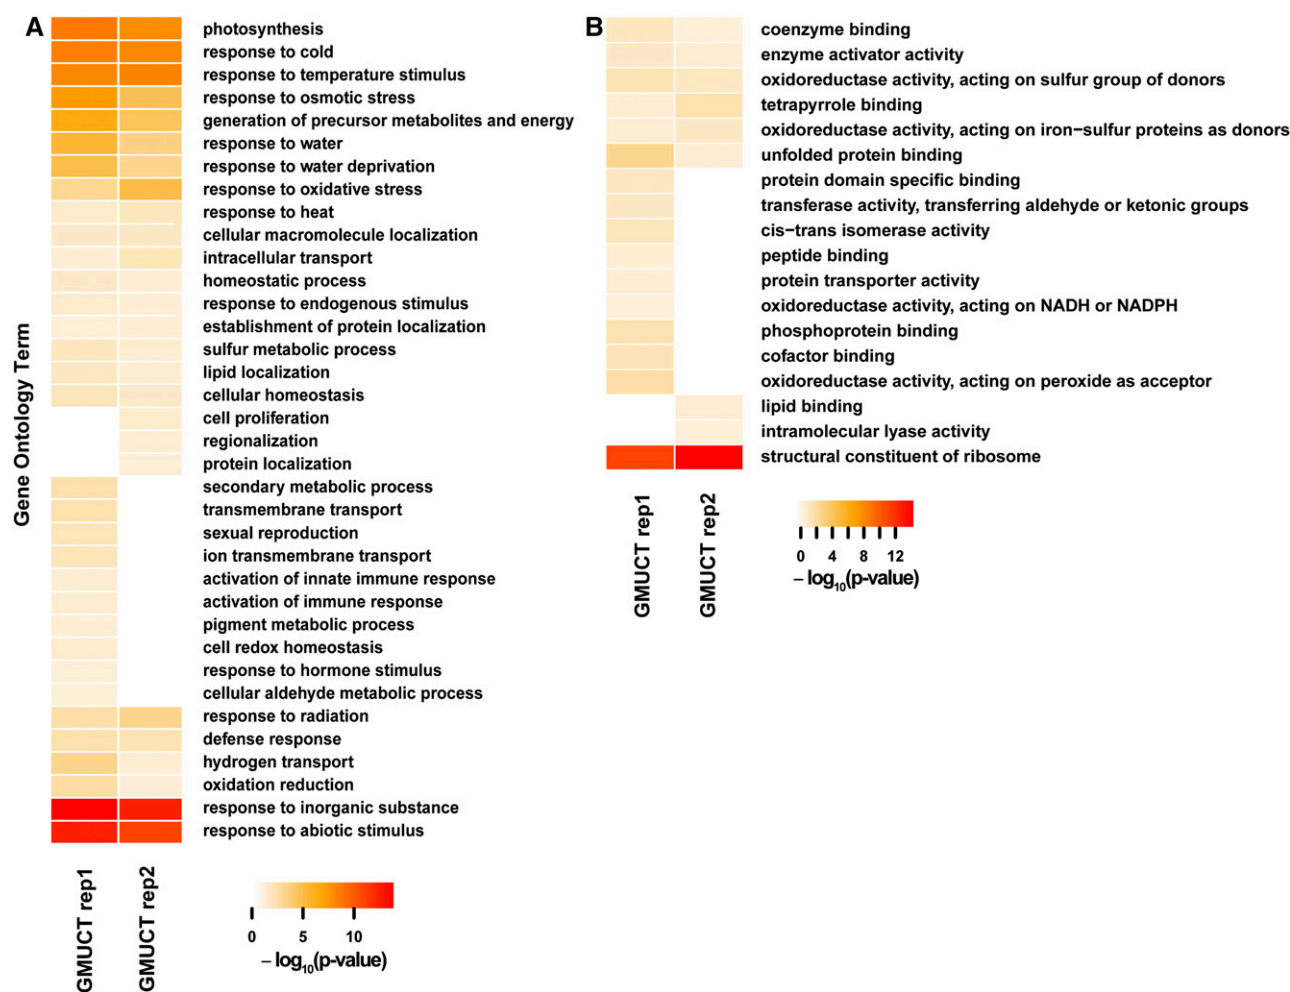 A
photosynthesis
response to cold
response to temperature stimulus
response to osmotic stress
generation of precursor metabolites and energy
response to water
response to water deprivation
response to oxidative stress
response to heat
cellular macromolecule localization
intracellular transport
homeostatic process
response to endogenous stimulus
establishment of protein localization
sulfur metabolic process
lipid localization
cellular homeostasis
cell proliferation
regionalization
protein localization
secondary metabolic process
transmembrane transport
sexual reproduction
ion transmembrane transport
activation of innate immune response
activation of immune response
pigment metabolic process
cell redox homeostasis
response to hormone stimulus
cellular aldehyde metabolic process
response to radiation
defense response
hydrogen transport
oxidation reduction
response to inorganic substance
response to abiotic stimulus
Gene Ontology Term
GMUCT rep1
GMUCT rep2
0 5 10
− log10(p-value)
B
coenzyme binding
enzyme activator activity
oxidoreductase activity, acting on sulfur group of donors
tetrapyrrole binding
oxidoreductase activity, acting on iron−sulfur proteins as donors
unfolded protein binding
protein domain specific binding
transferase activity, transferring aldehyde or ketonic groups
cis−trans isomerase activity
peptide binding
protein transporter activity
oxidoreductase activity, acting on NADH or NADPH
phosphoprotein binding
cofactor binding
oxidoreductase activity, acting on peroxide as acceptor
lipid binding
intramolecular lyase activity
structural constituent of ribosome
GMUCT rep1
GMUCT rep2
0 4 8 12
− log10(p-value)